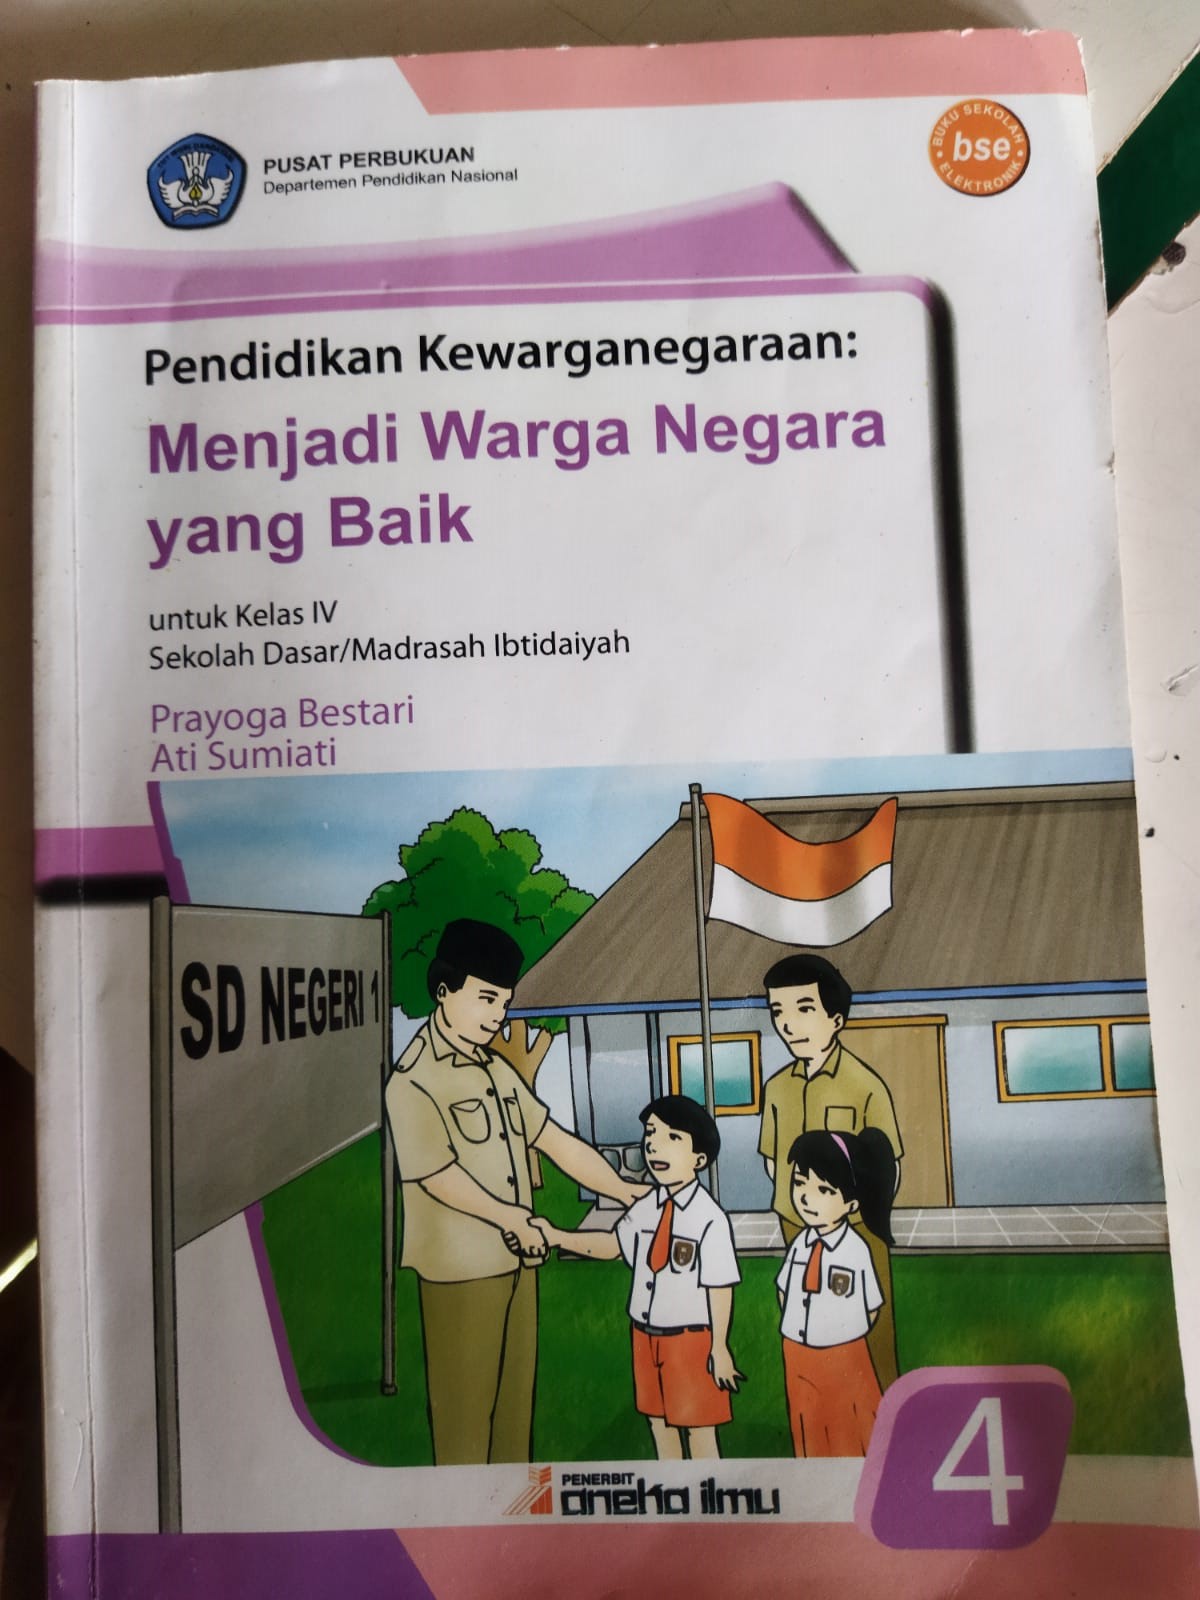 PUSAT PERBUKUAN
Departemen Pendidikan Nasional
BUKU SEKOLAH
bse
ELEKTRONIK
Pendidikan Kewarganegaraan:
Menjadi Warga Negara
yang Baik
untuk Kelas IV
Sekolah Dasar/Madrasah Ibtidaiyah
Prayoga Bestari
Ati Sumiati
SD NEGERI 1
PENERBIT
aneka ilmu
4